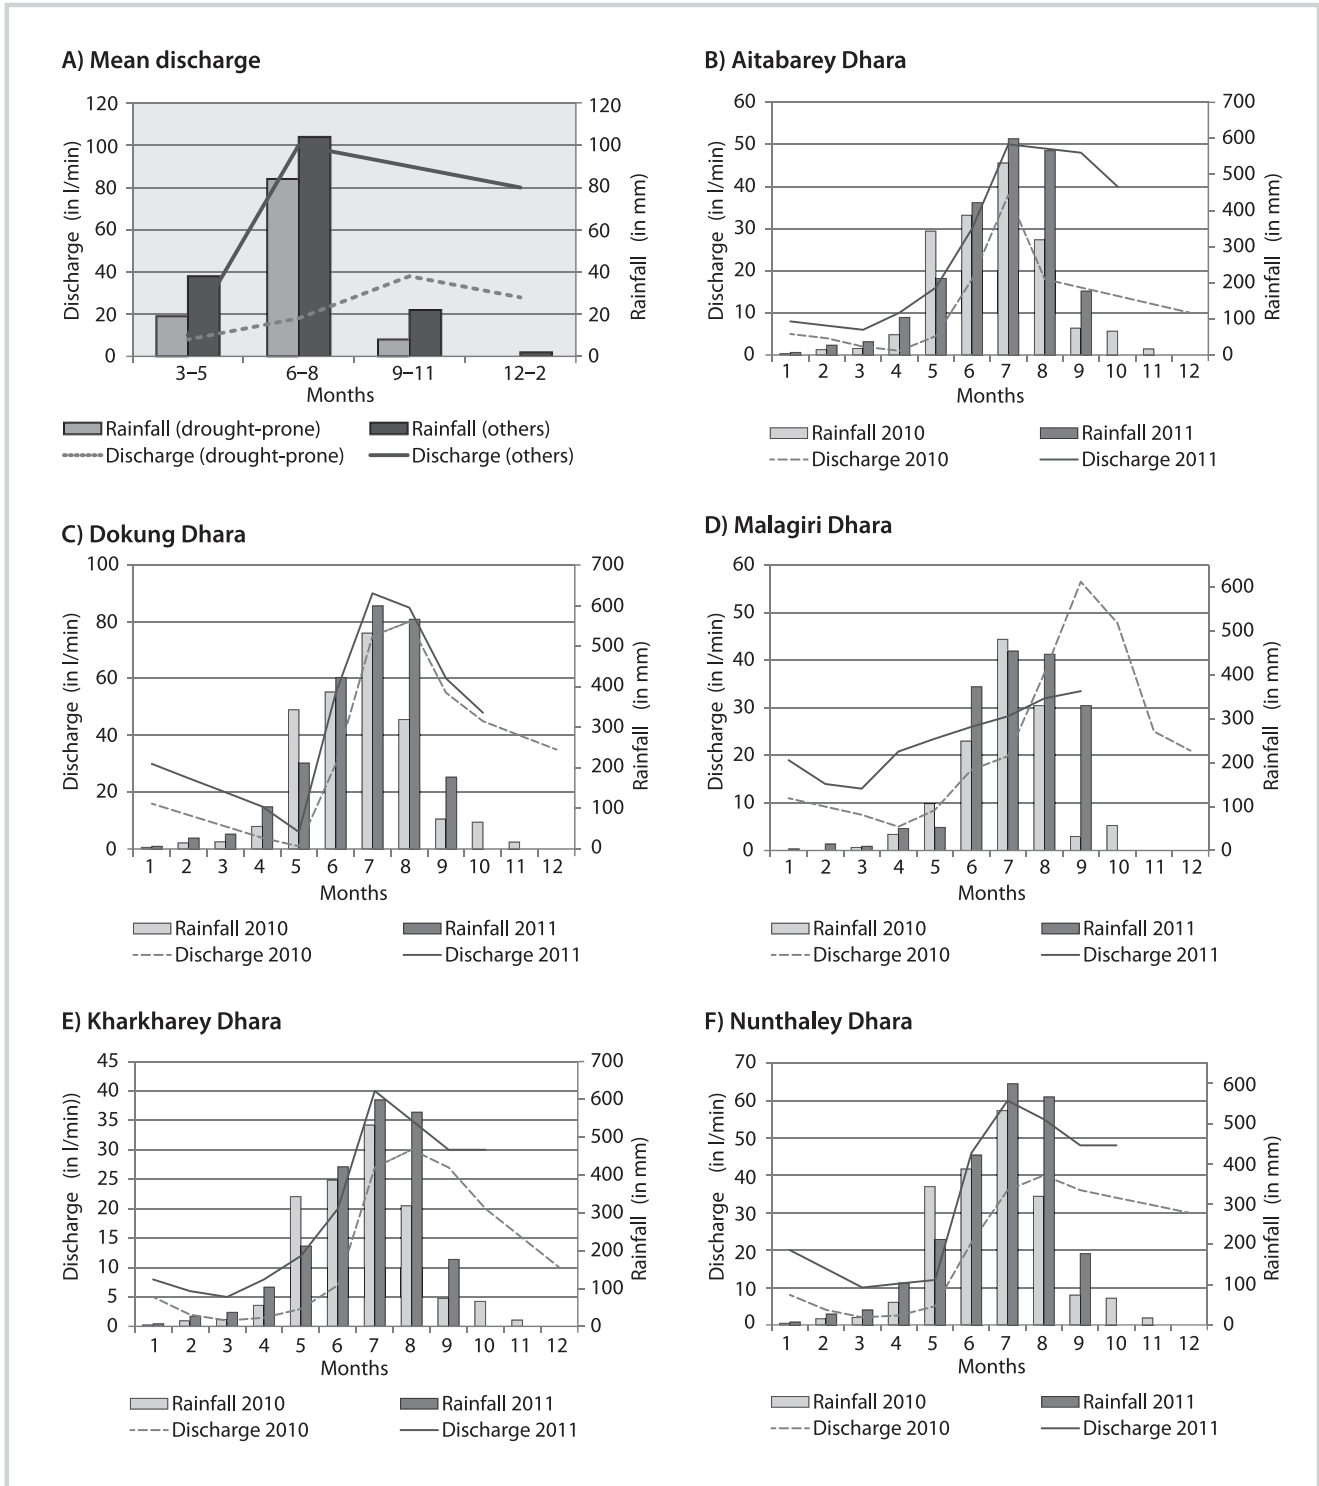 A) Mean discharge
120
100
80
60
40
20
0
Discharge (in l/min)
120
100
80
60
40
20
0
Rainfall (in mm)
3–5 6–8 9–11 12–2
Months
Rainfall (drought-prone) Rainfall (others)
Discharge (drought-prone) Discharge (others)
B) Aitabarey Dhara
60
50
40
30
20
10
0
Discharge (in l/min)
700
600
500
400
300
200
100
0
Rainfall (in mm)
1 2 3 4 5 6 7 8 9 10 11 12
Months
Rainfall 2010 Rainfall 2011
Discharge 2010 Discharge 2011
C) Dokung Dhara
100
80
60
40
20
0
Discharge (in l/min)
700
600
500
400
300
200
100
0
Rainfall (in mm)
1 2 3 4 5 6 7 8 9 10 11 12
Months
Rainfall 2010 Rainfall 2011
Discharge 2010 Discharge 2011
D) Malagiri Dhara
60
50
40
30
20
10
0
Discharge (in l/min)
600
500
400
300
200
100
0
Rainfall (in mm)
1 2 3 4 5 6 7 8 9 10 11 12
Months
Rainfall 2010 Rainfall 2011
Discharge 2010 Discharge 2011
E) Kharkharey Dhara
45
40
35
30
25
20
15
10
5
0
Discharge (in l/min))
700
600
500
400
300
200
100
0
Rainfall (in mm)
1 2 3 4 5 6 7 8 9 10 11 12
Months
Rainfall 2010 Rainfall 2011
Discharge 2010 Discharge 2011
F) Nunthaley Dhara
70
60
50
40
30
20
10
0
Discharge (in l/min)
600
500
400
300
200
100
0
Rainfall (in mm)
1 2 3 4 5 6 7 8 9 10 11 12
Months
Rainfall 2010 Rainfall 2011
Discharge 2010 Discharge 2011